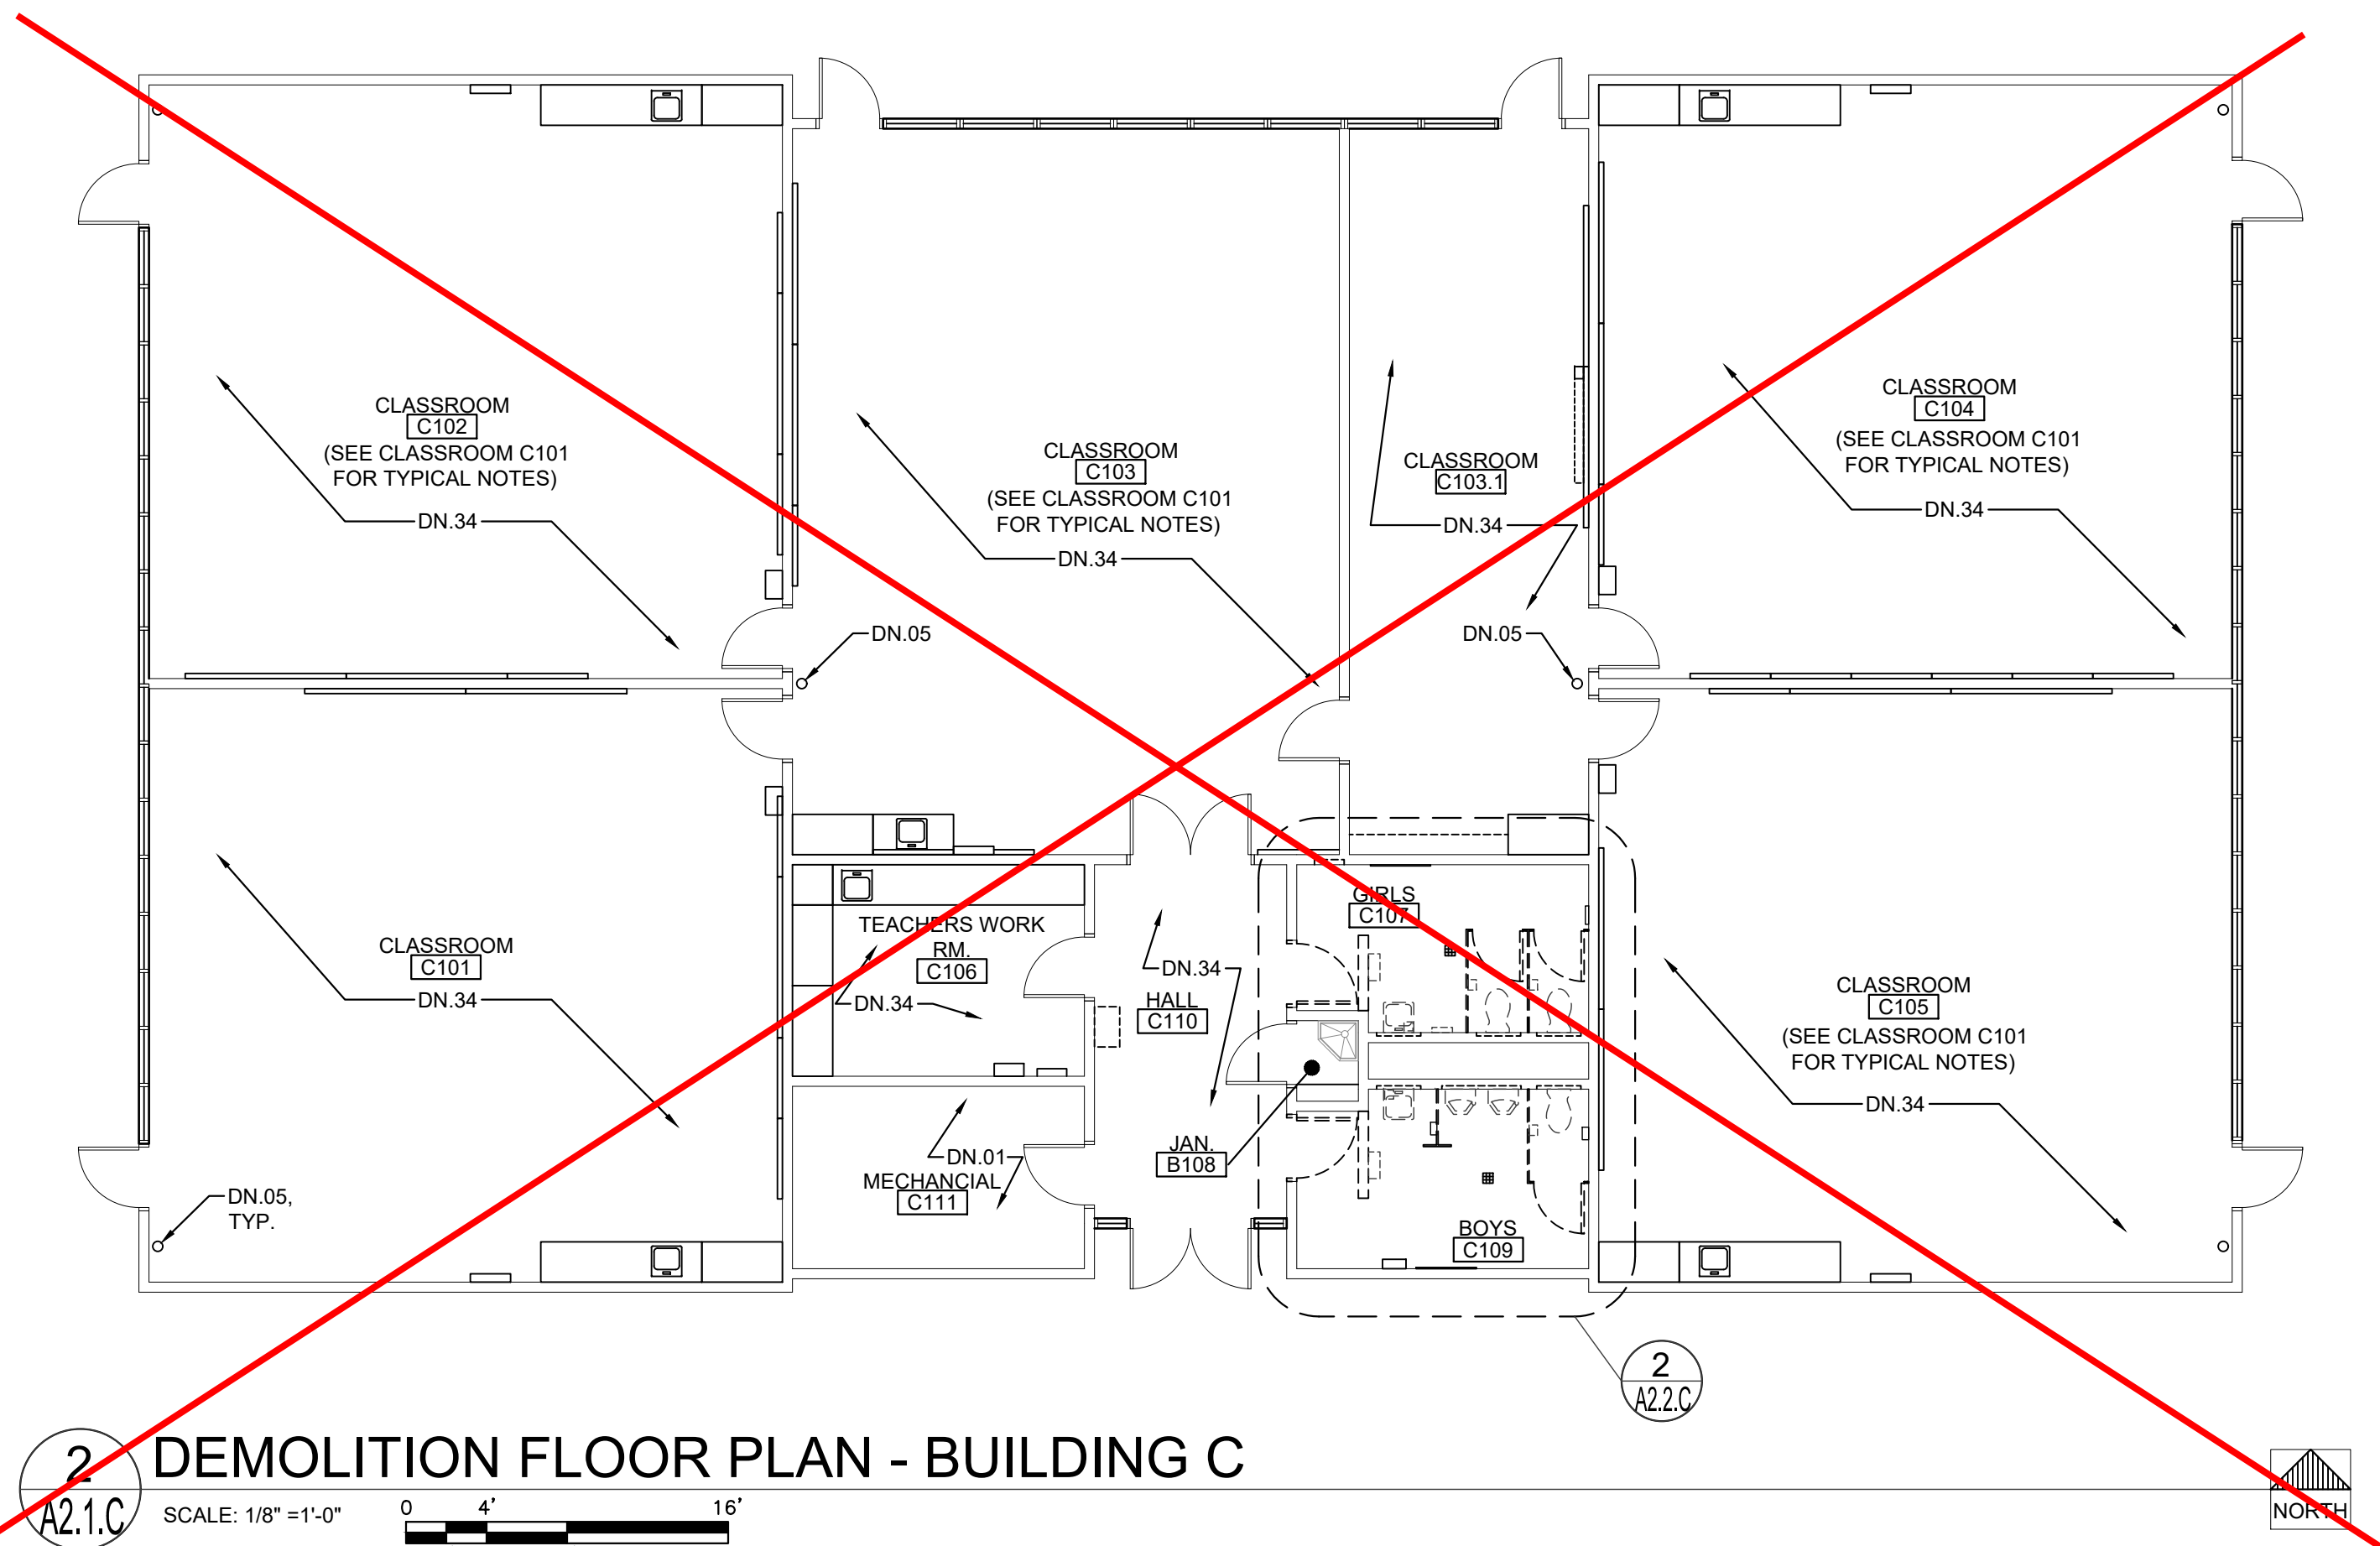 CLASSROOM
C102
(SEE CLASSROOM C101
FOR TYPICAL NOTES)
DN.34
CLASSROOM
C103
(SEE CLASSROOM C101
FOR TYPICAL NOTES)
DN.34
CLASSROOM
C103.1
DN.34
CLASSROOM
C104
(SEE CLASSROOM C101
FOR TYPICAL NOTES)
DN.34
DN.05
DN.05
CLASSROOM
C101
DN.34
DN.05,
TYP.
TEACHERS WORK
RM.
C106
DN.34
DN.34
HALL
C110
GIRLS
C107
DN.01
MECHANCIAL
C111
JAN.
B108
BOYS
C109
CLASSROOM
C105
(SEE CLASSROOM C101
FOR TYPICAL NOTES)
DN.34
2
A2.2.C
2
A2.1.C
DEMOLITION FLOOR PLAN - BUILDING C
SCALE: 1/8" =1'-0"
0 4' 16'
NORTH